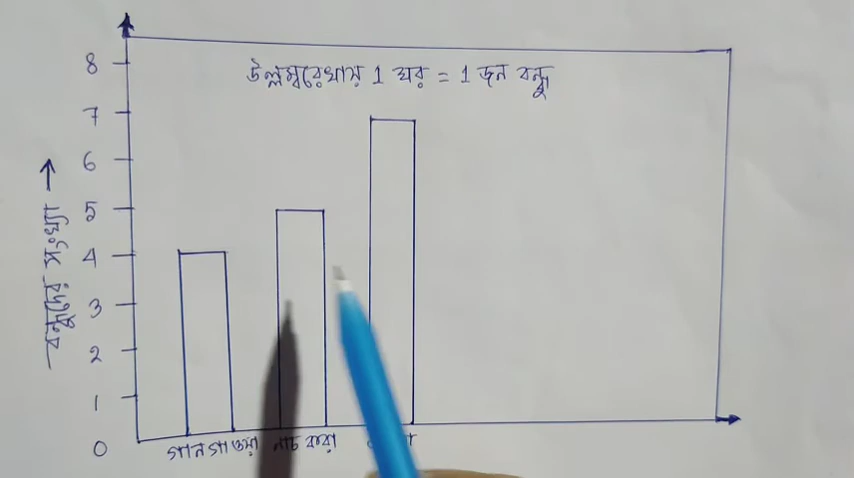 উল্লম্বরেখায় 1 ঘর = 1 জন বন্ধু
8
7
6
5
4
3
2
1
0
বন্ধুদের সংখ্যা →
গান গাওয়া
নাচ করা